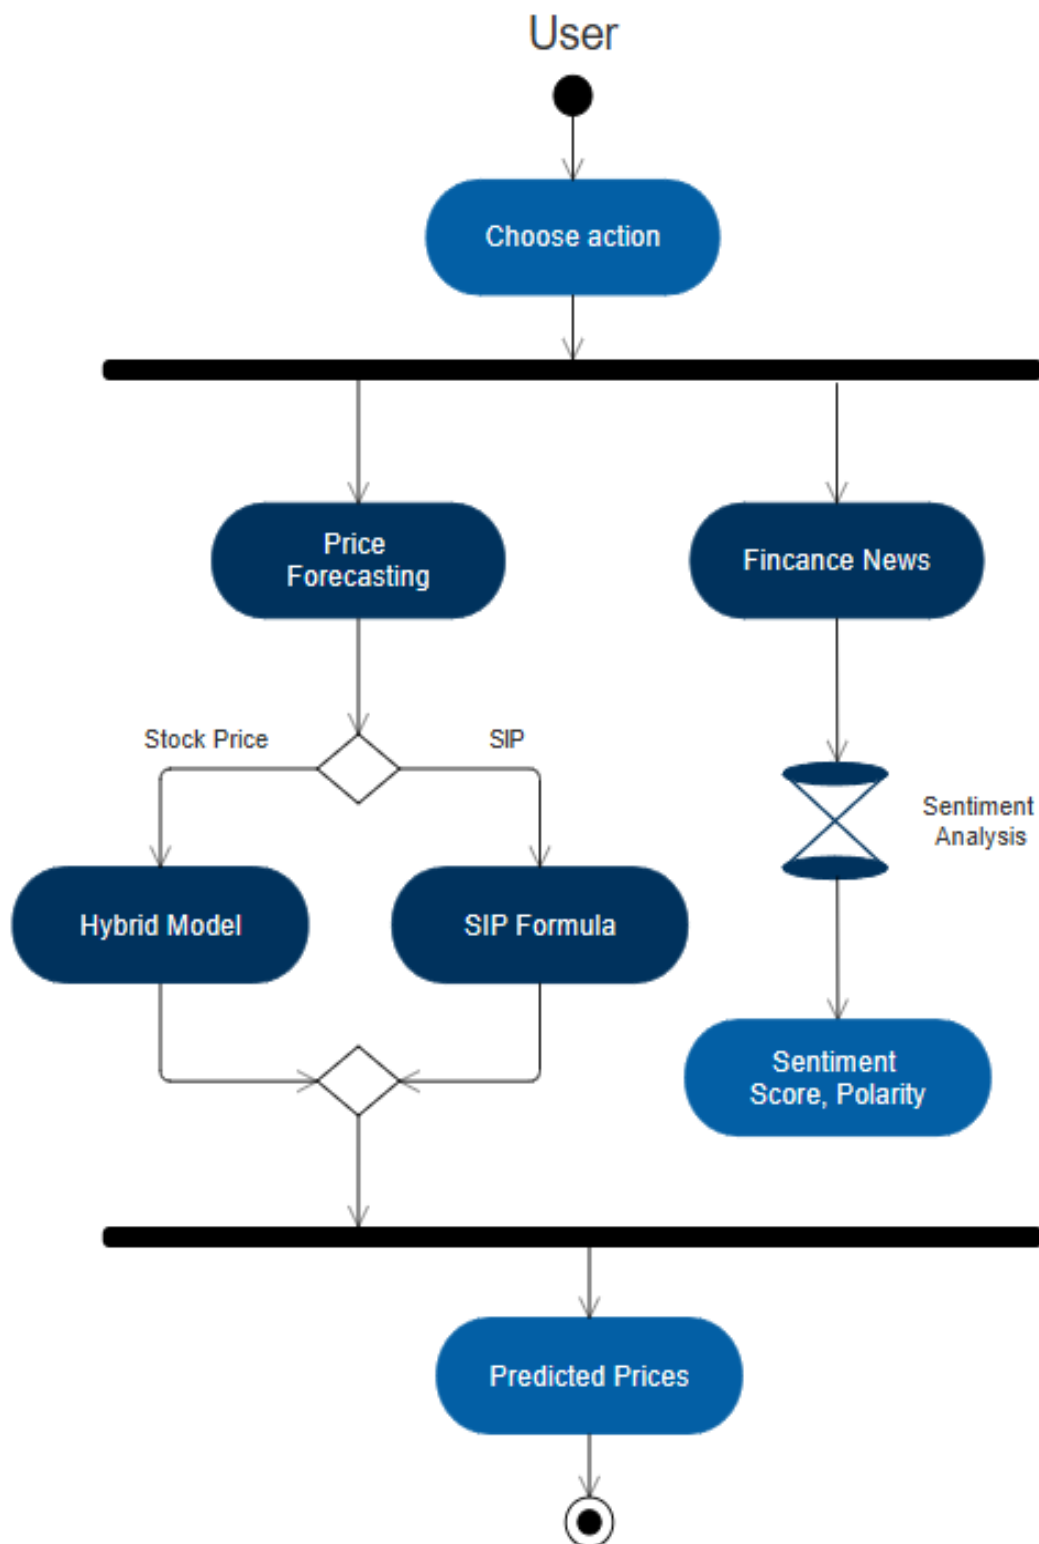 User
Choose action
Price
Forecasting
Fincance News
Stock Price
SIP
Sentiment
Analysis
Hybrid Model
SIP Formula
Sentiment
Score, Polarity
Predicted Prices